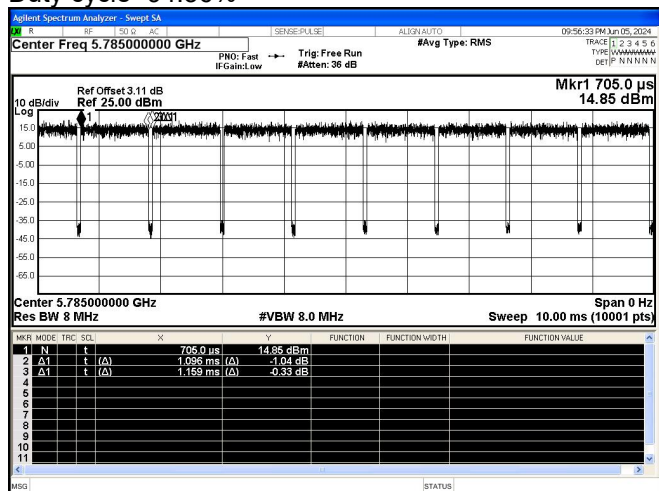 Agilent Spectrum Analyzer - Swept SA
R RF 50 Ω AC SENSE:PULSE ALIGN AUTO 09:56:33 PM Jun 05, 2024
Center Freq 5.785000000 GHz #Avg Type: RMS TRACE 1 2 3 4 5 6
PNO: Fast Trig: Free Run TYPE
IFGain:Low #Atten: 36 dB DET P N N N N N
Mkr1 705.0 µs
Ref Offset 3.11 dB
10 dB/div Ref 25.00 dBm 14.85 dBm
Log
1
15.0
5.00
-5.00
-15.0
-25.0
-35.0
-45.0
-55.0
-65.0
Center 5.785000000 GHz Span 0 Hz
Res BW 8 MHz #VBW 8.0 MHz Sweep 10.00 ms (10001 pts)
MKR MODE TRC SCL X Y FUNCTION FUNCTION WIDTH FUNCTION VALUE
1 N t 705.0 µs 14.85 dBm
2 Δ1 t (Δ) 1.096 ms (Δ) -1.04 dB
3 Δ1 t (Δ) 1.159 ms (Δ) -0.33 dB
4
5
6
7
8
9
10
11
MSG STATUS